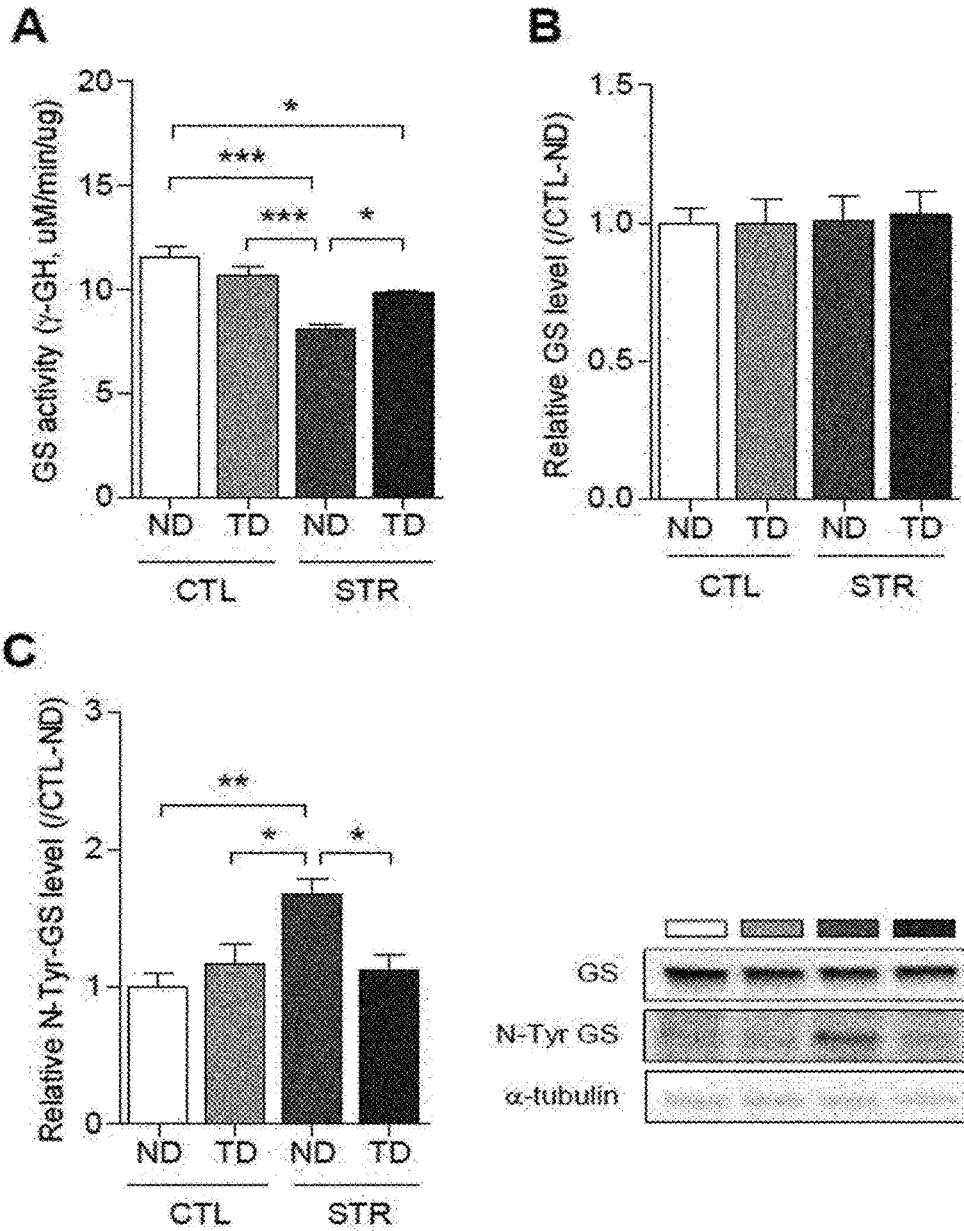 A
GS activity (γ-GH, uM/min/ug)
20
15
10
5
0
*
***
***
*
ND TD ND TD
CTL STR
B
Relative GS level (/CTL-ND)
1.5
1.0
0.5
0.0
ND TD ND TD
CTL STR
C
Relative N-Tyr-GS level (/CTL-ND)
3
2
1
0
**
*
*
ND TD ND TD
CTL STR
GS
N-Tyr GS
α-tubulin